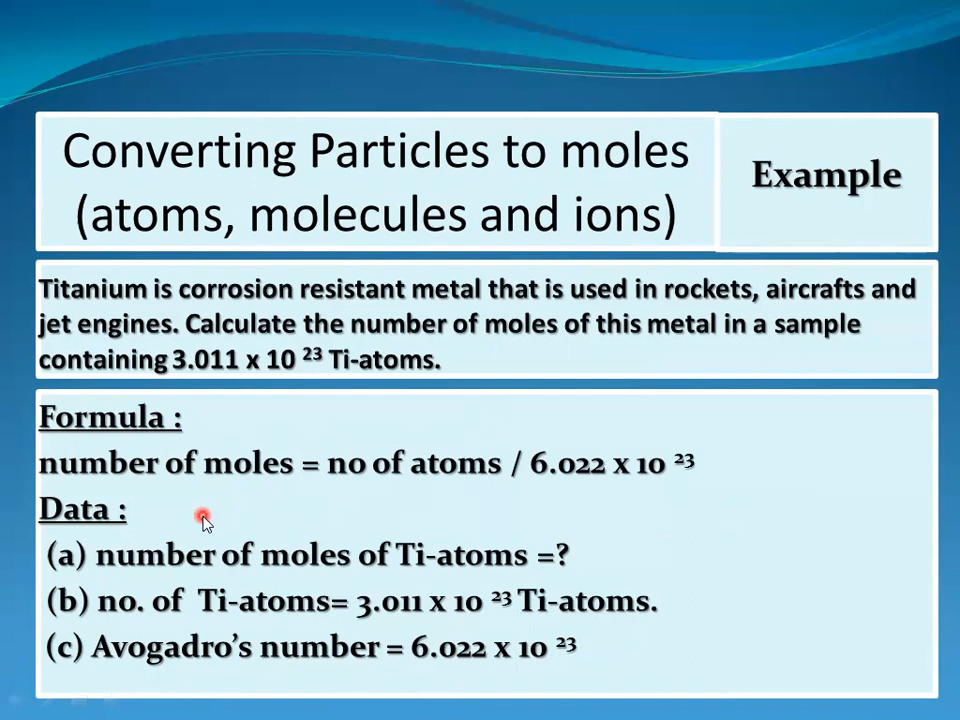 Converting Particles to moles
(atoms, molecules and ions)
Example
Titanium is corrosion resistant metal that is used in rockets, aircrafts and
jet engines. Calculate the number of moles of this metal in a sample
containing 3.011 x 10 ²³ Ti-atoms.
Formula :
number of moles = no of atoms / 6.022 x 10 ²³
Data :
(a) number of moles of Ti-atoms =?
(b) no. of Ti-atoms= 3.011 x 10 ²³ Ti-atoms.
(c) Avogadro’s number = 6.022 x 10 ²³